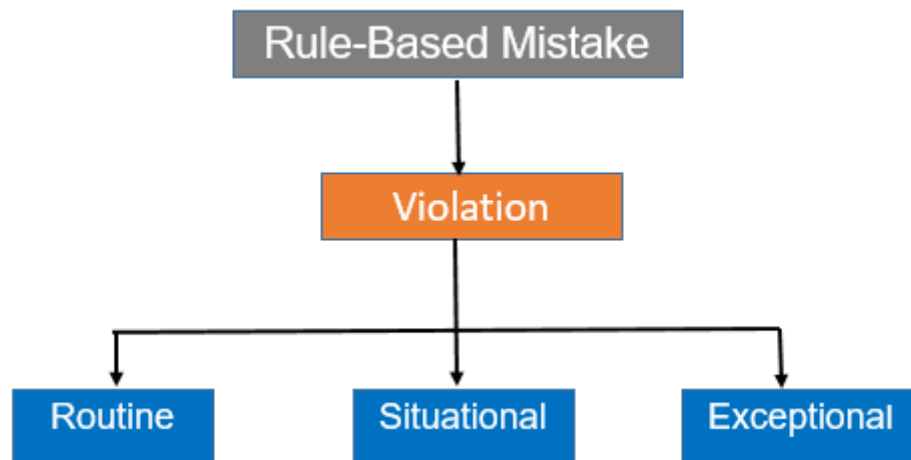 Rule-Based Mistake
Violation
Routine
Situational
Exceptional